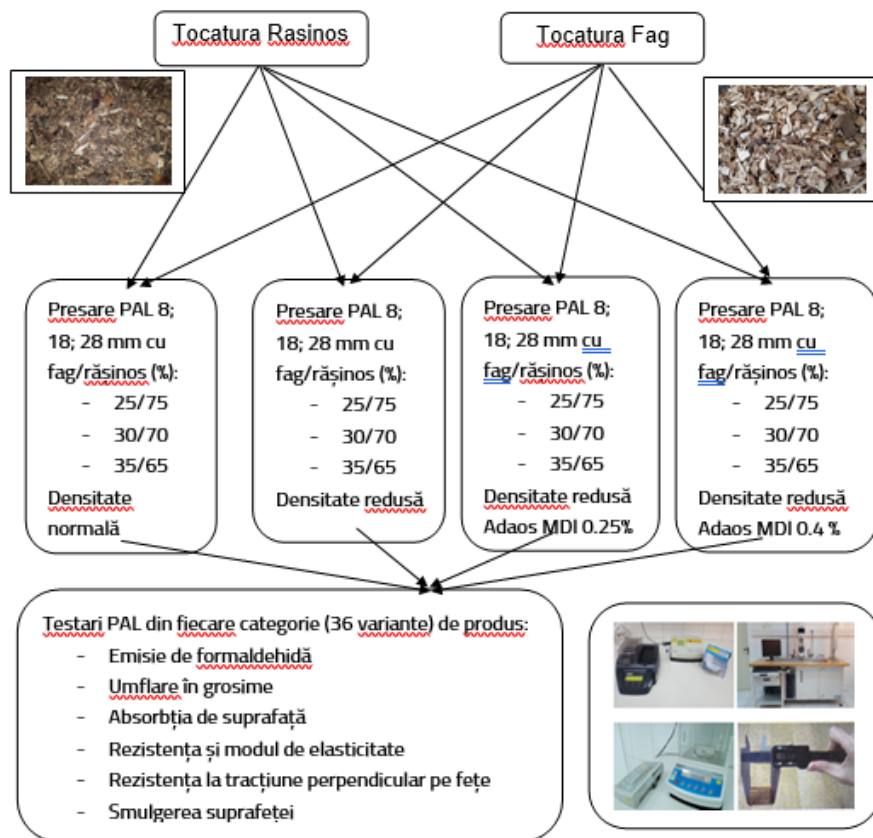 Tocatura Rasinos
Tocatura Fag
Presare PAL 8;
18; 28 mm cu
fag/rășinos (%):
- 25/75
- 30/70
- 35/65
Densitate
normală
Presare PAL 8;
18; 28 mm cu
fag/rășinos (%):
- 25/75
- 30/70
- 35/65
Densitate redusă
Presare PAL 8;
18; 28 mm cu
fag/rășinos (%):
- 25/75
- 30/70
- 35/65
Densitate redusă
Adaos MDI 0.25%
Presare PAL 8;
18; 28 mm cu
fag/rășinos (%):
- 25/75
- 30/70
- 35/65
Densitate redusă
Adaos MDI 0.4 %
Testari PAL din fiecare categorie (36 variante) de produs:
- Emisie de formaldehidă
- Umflare în grosime
- Absorbția de suprafață
- Rezistența și modul de elasticitate
- Rezistența la tracțiune perpendicular pe fețe
- Smulgerea suprafeței